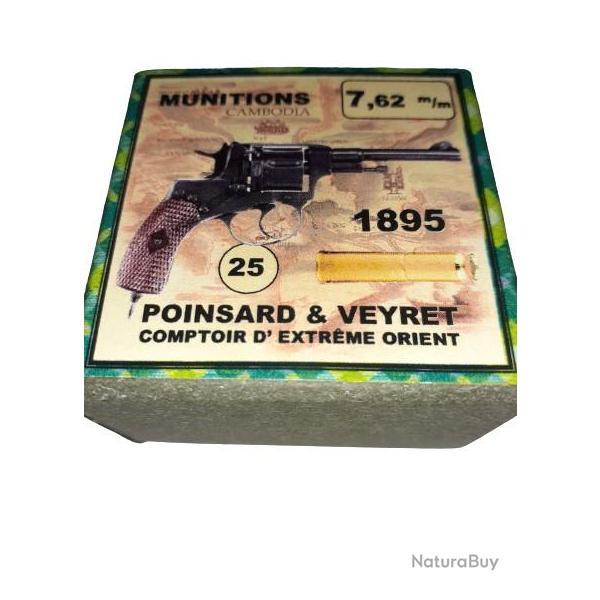 MUNITIONS
7,62 m/m
CAMBODIA
1895
25
POINSARD & VEYRET
COMPTOIR D' EXTRÊME ORIENT
NaturaBuy